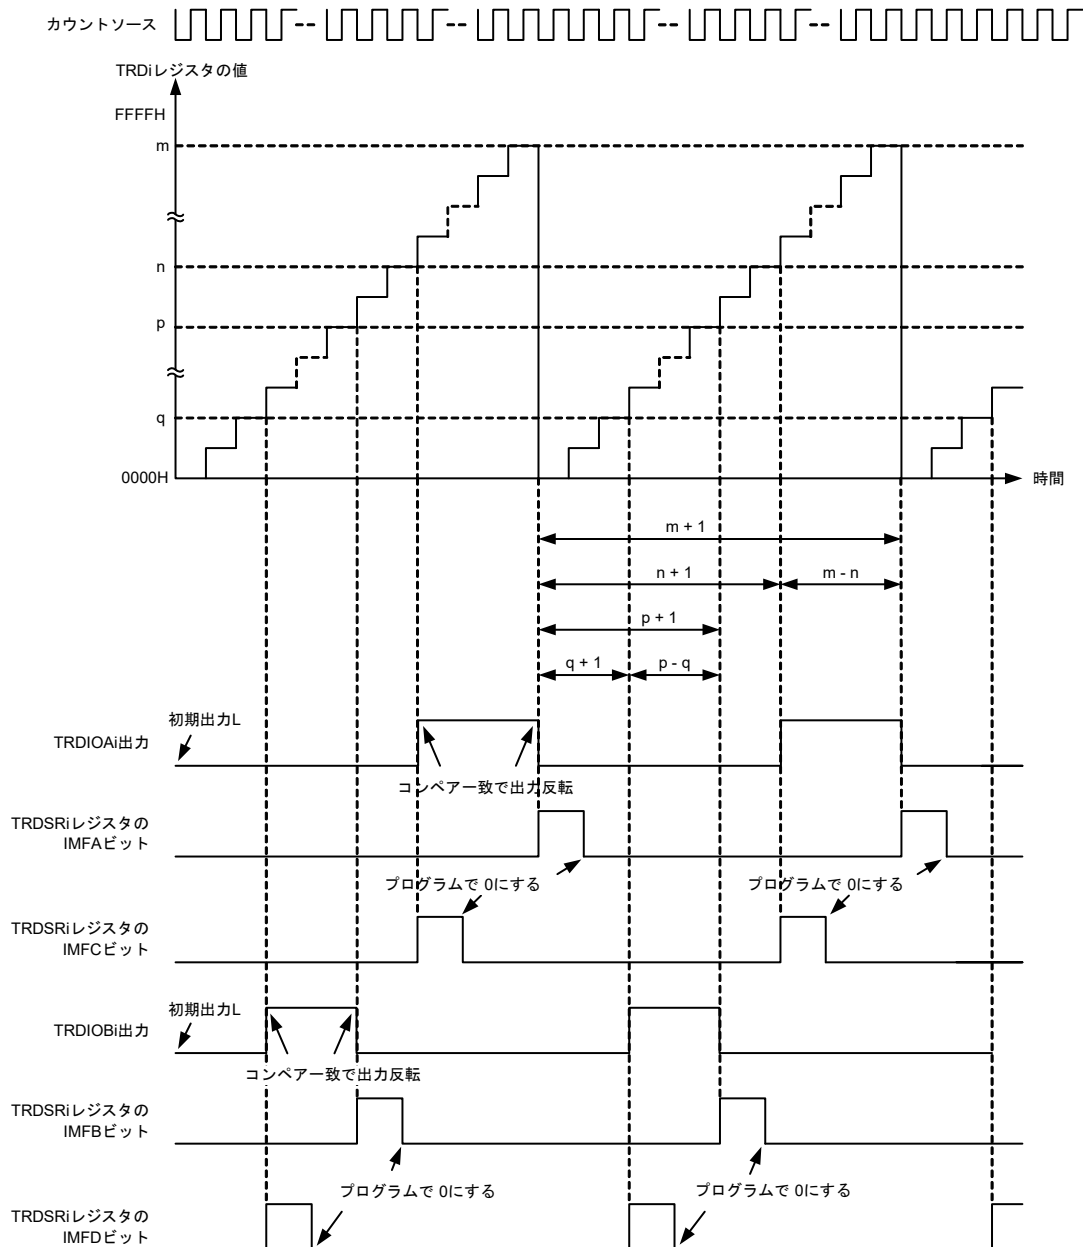 カウントソース
TRDiレジスタの値
FFFFH
m
n
p
q
0000H
時間
m + 1
n + 1
m - n
p + 1
q + 1
p - q
初期出力L
TRDIOAi出力
コンペア一致で出力反転
TRDSRiレジスタの
IMFAビット
プログラムで 0にする
プログラムで 0にする
TRDSRiレジスタの
IMFCビット
初期出力L
TRDIOBi出力
コンペア一致で出力反転
TRDSRiレジスタの
IMFBビット
プログラムで 0にする
プログラムで 0にする
TRDSRiレジスタの
IMFDビット